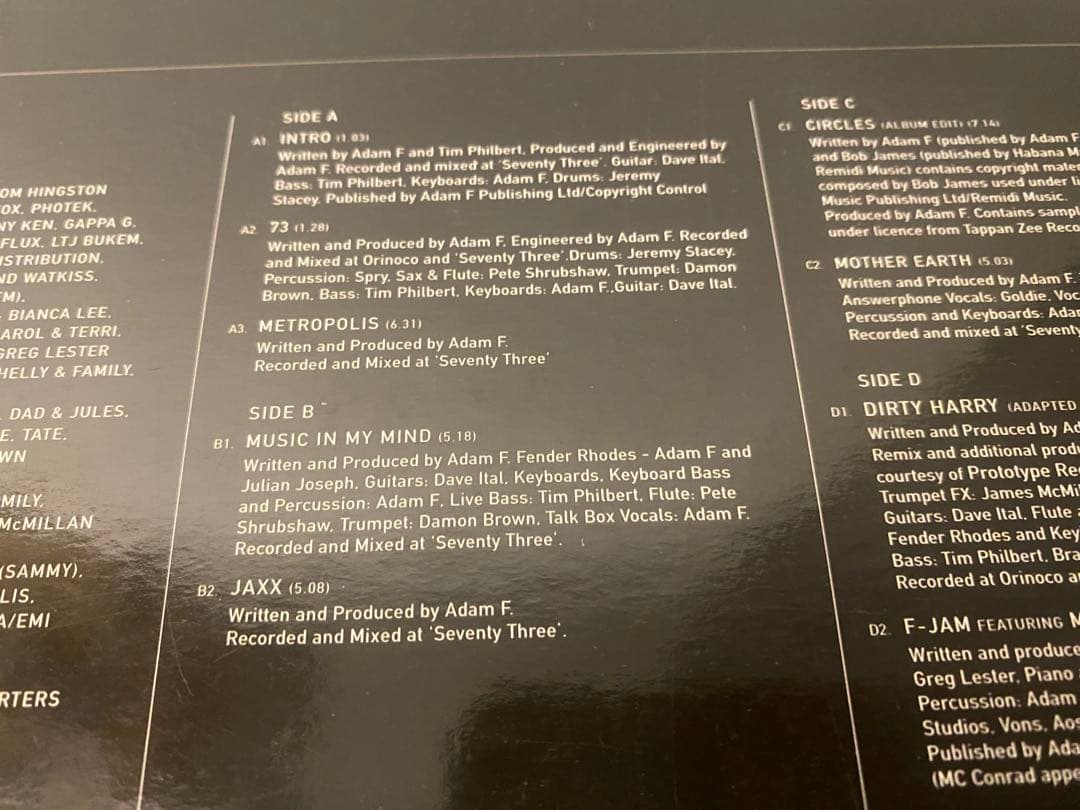 OM HINGSTON
OX. PHOTEK.
NY KEN. GAPPA G.
FLUX. LTJ BUKEM.
ISTRIBUTION.
ND WATKISS.
EM).
BIANCA LEE.
AROL & TERRI.
GREG LESTER
HELLY & FAMILY.
DAD & JULES.
E. TATE.
WN
MILY.
McMILLAN
(SAMMY).
LIS.
A/EMI
RTERS
SIDE A
A1. INTRO (1.03)
Written by Adam F and Tim Philbert. Produced and Engineered by
Adam F. Recorded and mixed at 'Seventy Three'. Guitar: Dave Ital.
Bass: Tim Philbert, Keyboards: Adam F. Drums: Jeremy
Stacey. Published by Adam F Publishing Ltd/Copyright Control
A2. 73 (1.28)
Written and Produced by Adam F. Engineered by Adam F. Recorded
and Mixed at Orinoco and 'Seventy Three'.Drums: Jeremy Stacey.
Percussion: Spry, Sax & Flute: Pete Shrubshaw, Trumpet: Damon
Brown, Bass: Tim Philbert, Keyboards: Adam F.,Guitar: Dave Ital.
A3. METROPOLIS (6.31)
Written and Produced by Adam F.
Recorded and Mixed at 'Seventy Three'
SIDE B
B1. MUSIC IN MY MIND (5.18)
Written and Produced by Adam F. Fender Rhodes - Adam F and
Julian Joseph, Guitars: Dave Ital, Keyboards, Keyboard Bass
and Percussion: Adam F, Live Bass: Tim Philbert, Flute: Pete
Shrubshaw, Trumpet: Damon Brown, Talk Box Vocals: Adam F.
Recorded and Mixed at 'Seventy Three'.
B2. JAXX (5.08)
Written and Produced by Adam F.
Recorded and Mixed at 'Seventy Three'.
SIDE C
C1. CIRCLES (ALBUM EDIT) (7.14)
Written by Adam F (published by Adam F
and Bob James (published by Habana M
Remidi Music) contains copyright mater
composed by Bob James used under li
Music Publishing Ltd/Remidi Music.
Produced by Adam F. Contains sampl
under licence from Tappan Zee Reco
C2. MOTHER EARTH (5.03)
Written and Produced by Adam F.
Answerphone Vocals: Goldie, Voc
Percussion and Keyboards: Adam
Recorded and mixed at 'Seventy
SIDE D
D1. DIRTY HARRY (ADAPTED
Written and Produced by Ad
Remix and additional produ
courtesy of Prototype Re
Trumpet FX: James McMil
Guitars: Dave Ital, Flute
Fender Rhodes and Key
Bass: Tim Philbert, Bra
Recorded at Orinoco an
D2. F-JAM FEATURING M
Written and produce
Greg Lester, Piano
Percussion: Adam
Studios, Vons, Aos
Published by Ada
(MC Conrad appe